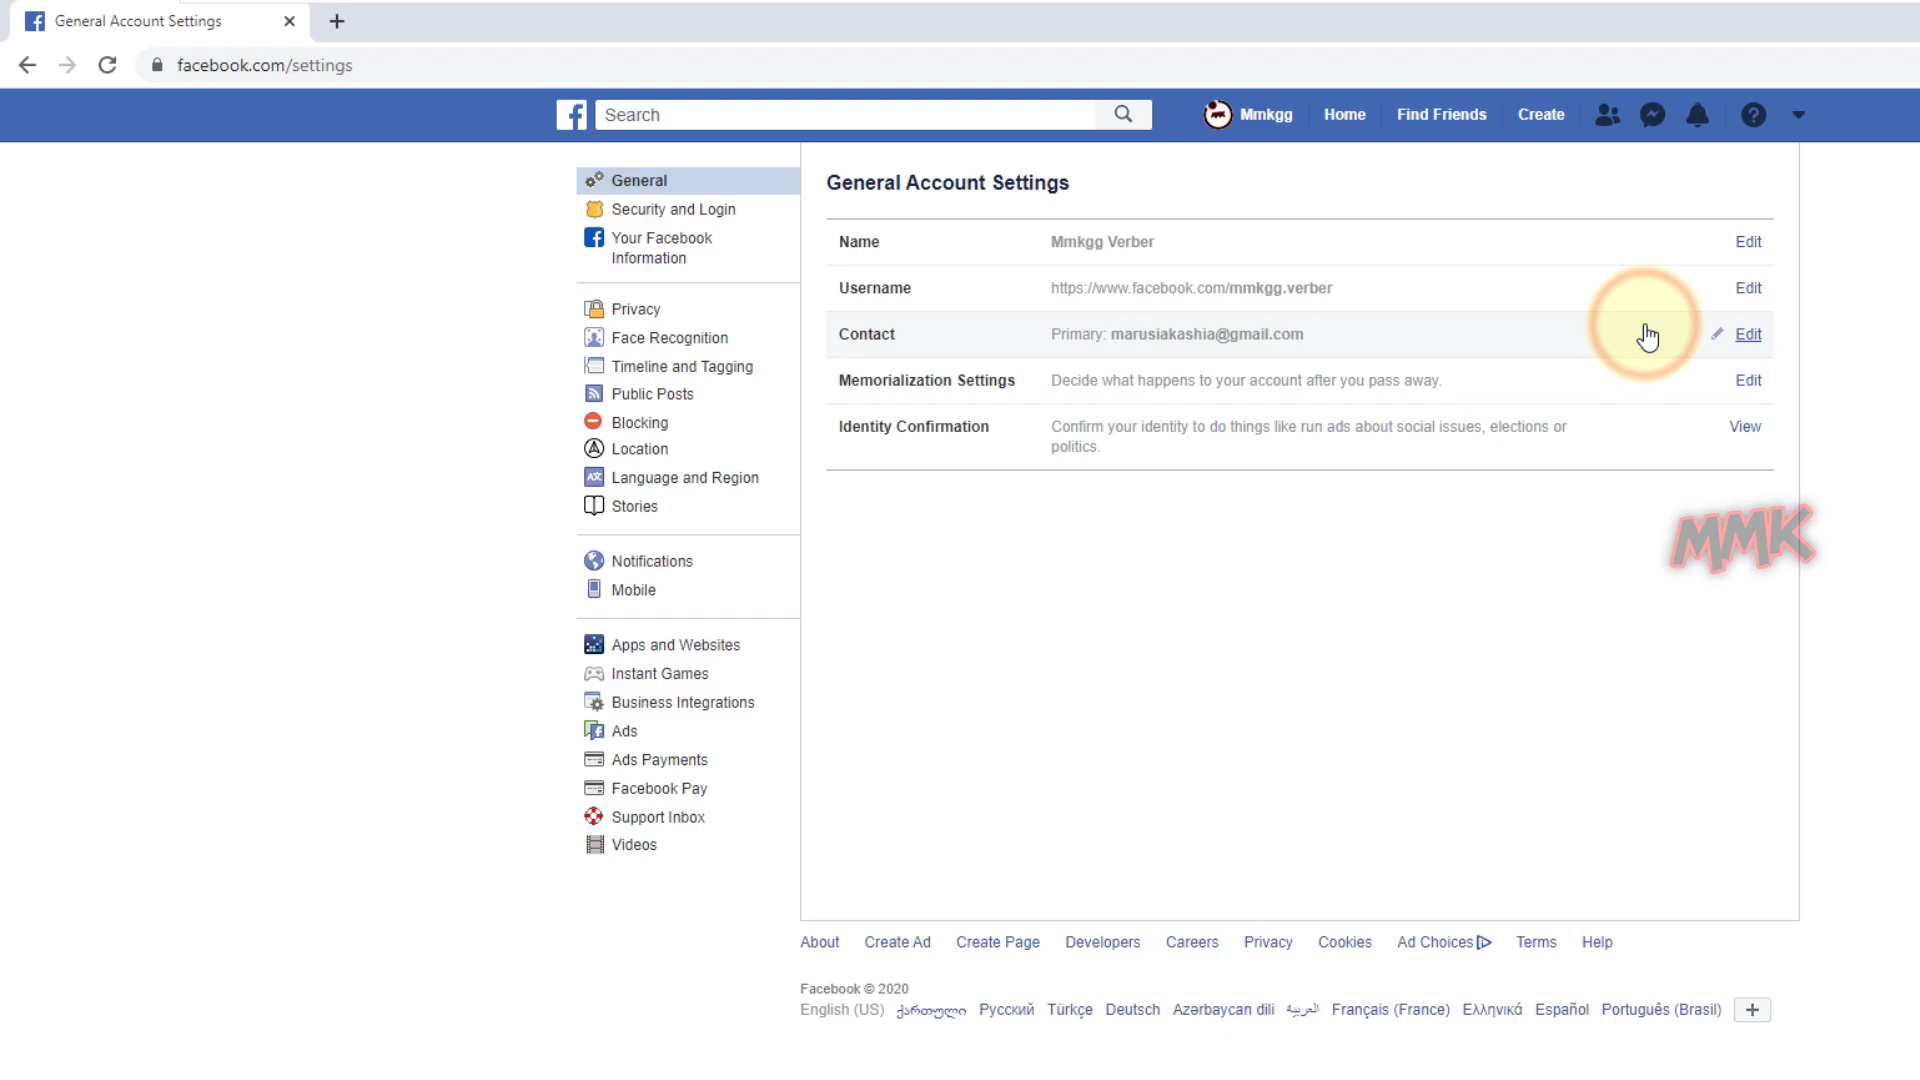 General Account Settings
facebook.com/settings
Search
Mmkgg
Home
Find Friends
Create
General
Security and Login
Your Facebook
Information
Privacy
Face Recognition
Timeline and Tagging
Public Posts
Blocking
Location
Language and Region
Stories
Notifications
Mobile
Apps and Websites
Instant Games
Business Integrations
Ads
Ads Payments
Facebook Pay
Support Inbox
Videos
General Account Settings
Name Mmkgg Verber Edit
Username https://www.facebook.com/mmkgg.verber Edit
Contact Primary: marusiakashia@gmail.com Edit
Memorialization Settings Decide what happens to your account after you pass away. Edit
Identity Confirmation Confirm your identity to do things like run ads about social issues, elections or View
politics.
MMK
About Create Ad Create Page Developers Careers Privacy Cookies Ad Choices Terms Help
Facebook © 2020
English (US) ქართული Русский Türkçe Deutsch Azərbaycan dili العربية Français (France) Ελληνικά Español Português (Brasil)